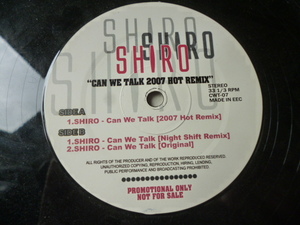 SHIRO
SHIRO
SHIRO
"CAN WE TALK 2007 HOT REMIX"
STEREO
33 1/3 RPM
CWT-07
MADE IN EEC
SIDE A
1.SHIRO - Can We Talk [2007 Hot Remix]
SIDE B
1.SHIRO - Can We Talk [Night Shift Remix]
2.SHIRO - Can We Talk [Original]
ALL RIGHTS OF THE PRODUCER AND OF THE WORK REPRODUCED RESERVED.
UNAUTHORIZED COPYING, REPRODUCTION, HIRING, LENDING,
PUBLIC PERFORMANCE AND BROADCASTING PROHIBITED.
PROMOTIONAL ONLY
NOT FOR SALE